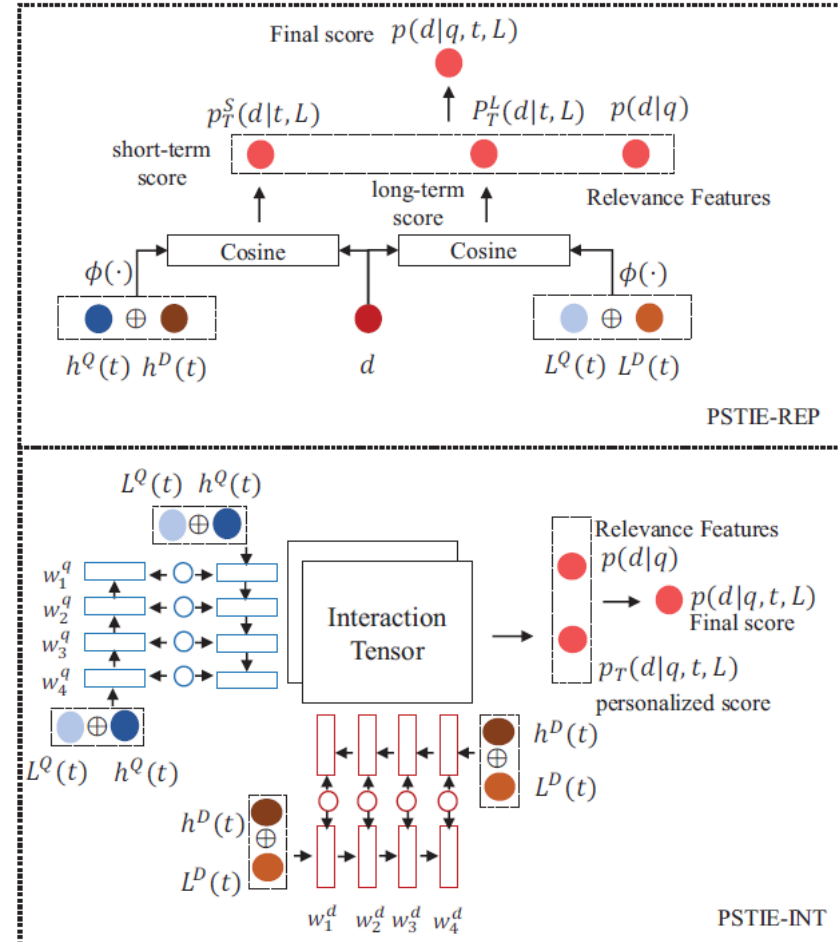 Final score p(d|q, t, L)
p_T^S(d|t, L) P_T^L(d|t, L) p(d|q)
short-term
score
long-term
score
Relevance Features
Cosine Cosine
ϕ(·) ϕ(·)
⊕ ⊕
h^Q(t) h^D(t) d L^Q(t) L^D(t)
PSTIE-REP
L^Q(t) h^Q(t)
⊕
w_1^q
w_2^q
w_3^q
w_4^q
⊕
L^Q(t) h^Q(t)
Interaction
Tensor
Relevance Features
p(d|q)
p(d|q, t, L)
Final score
p_T(d|q, t, L)
personalized score
h^D(t)
⊕
L^D(t)
h^D(t)
⊕
L^D(t)
w_1^d w_2^d w_3^d w_4^d
PSTIE-INT